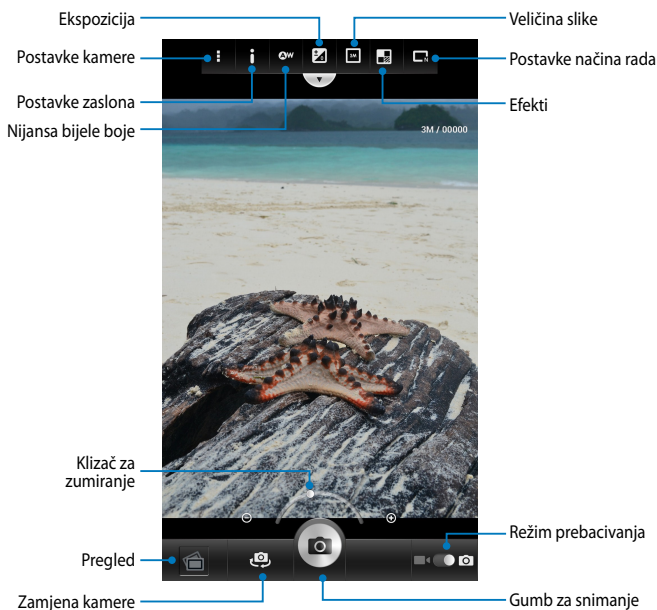 Ekspozicija
Veličina slike
Postavke kamere
Postavke načina rada
Postavke zaslona
Efekti
Nijansa bijele boje
3M / 00000
Klizač za
zumiranje
Režim prebacivanja
Pregled
Zamjena kamere
Gumb za snimanje